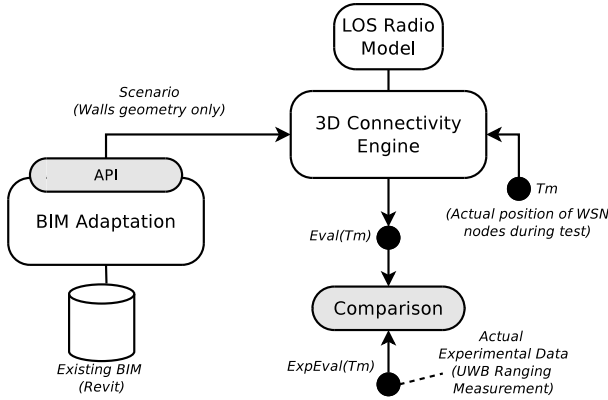 LOS Radio
Model
Scenario
(Walls geometry only)
3D Connectivity
Engine
API
BIM Adaptation
Tm
(Actual position of WSN
nodes during test)
Eval(Tm)
Comparison
Existing BIM
(Revit)
ExpEval(Tm)
Actual
Experimental Data
(UWB Ranging
Measurement)